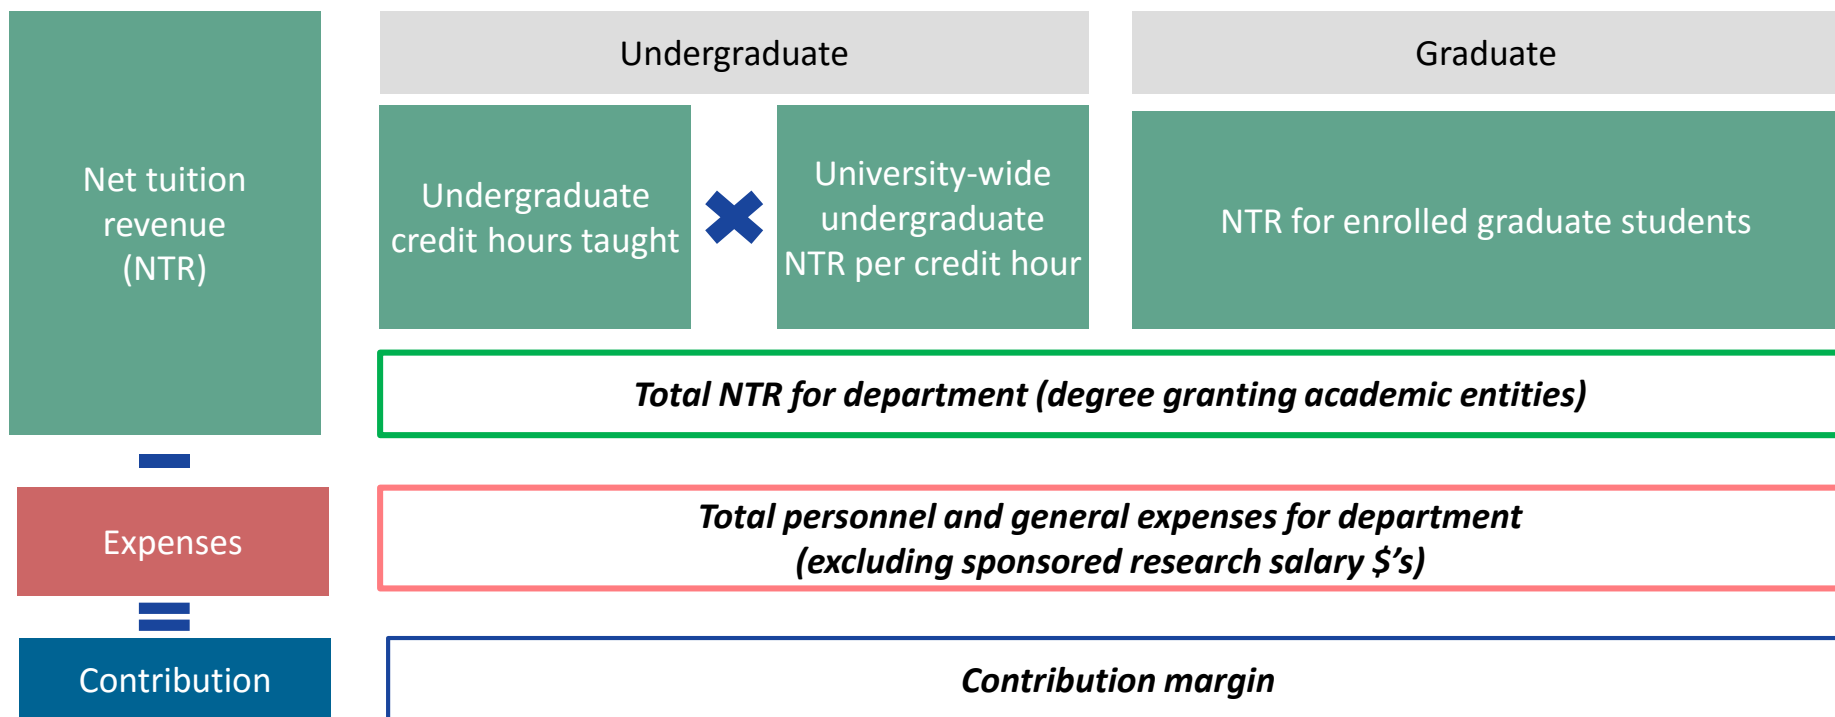 Net tuition
revenue
(NTR)
Undergraduate
Graduate
Undergraduate
credit hours taught
University-wide
undergraduate
NTR per credit hour
NTR for enrolled graduate students
Total NTR for department (degree granting academic entities)
Expenses
Total personnel and general expenses for department
(excluding sponsored research salary $’s)
Contribution
Contribution margin